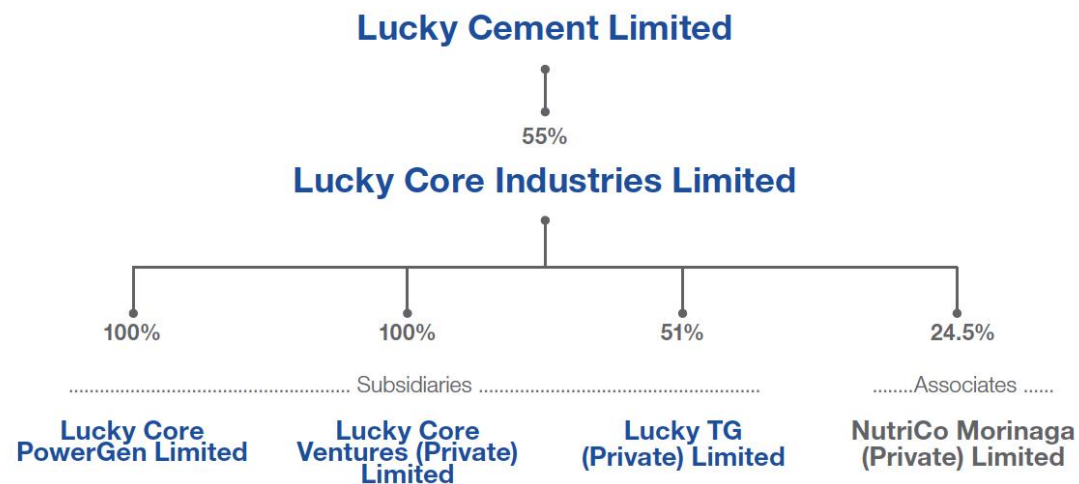 Lucky Cement Limited
55%
Lucky Core Industries Limited
100%
100%
51%
24.5%
Subsidiaries
Associates
Lucky Core
PowerGen Limited
Lucky Core
Ventures (Private)
Limited
Lucky TG
(Private) Limited
NutriCo Morinaga
(Private) Limited